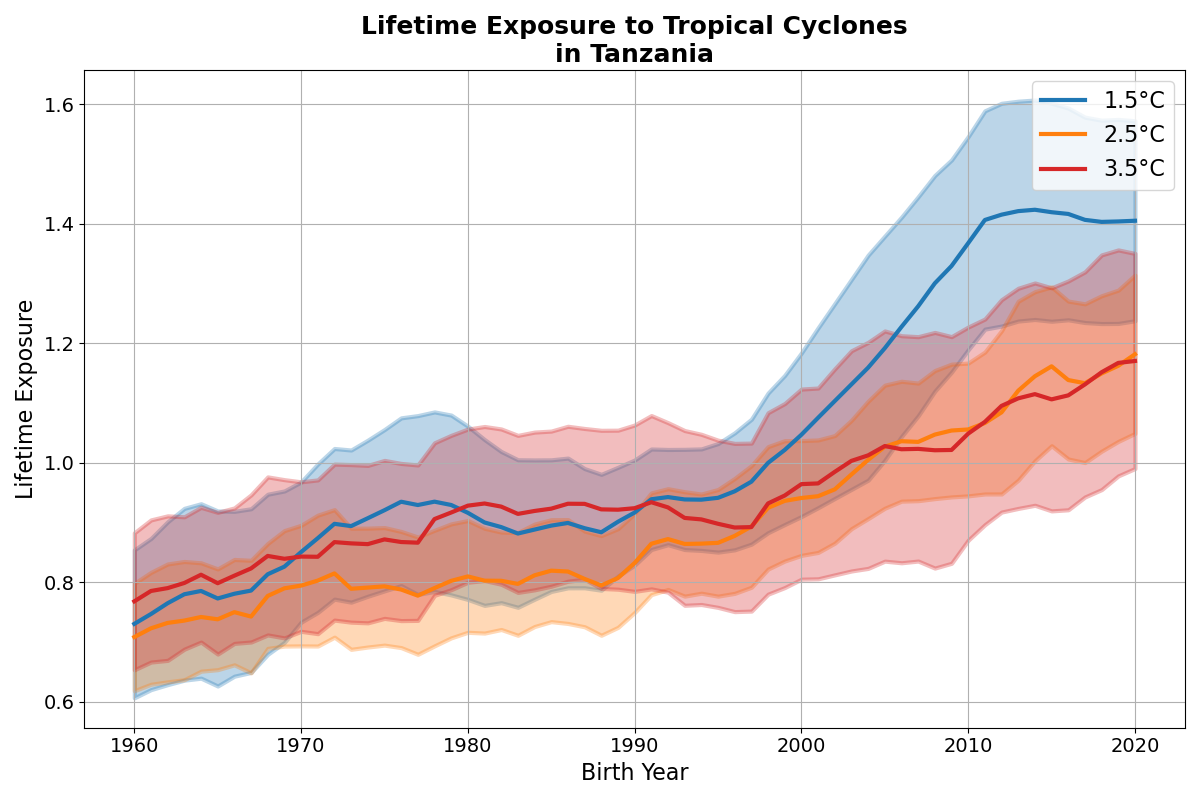 Lifetime Exposure to Tropical Cyclones
in Tanzania
1.5°C
2.5°C
3.5°C
Lifetime Exposure
1.6
1.4
1.2
1.0
0.8
0.6
1960 1970 1980 1990 2000 2010 2020
Birth Year